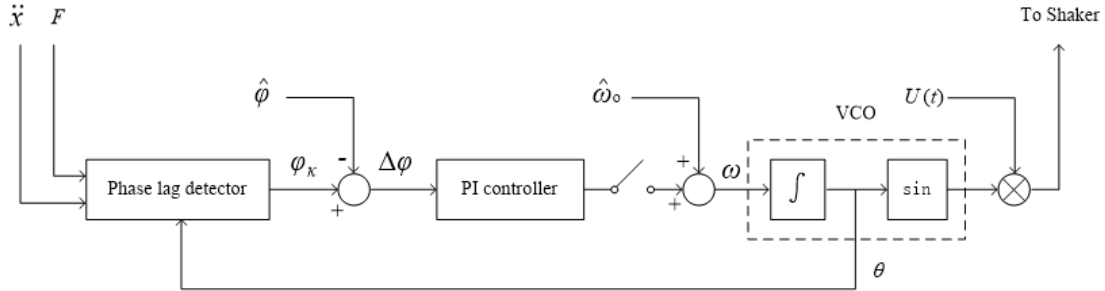 ẍ F To Shaker
φ̂ ω̂₀ U(t)
VCO
φ_K - Δφ + ω
Phase lag detector PI controller ∫ sin
+ +
θ